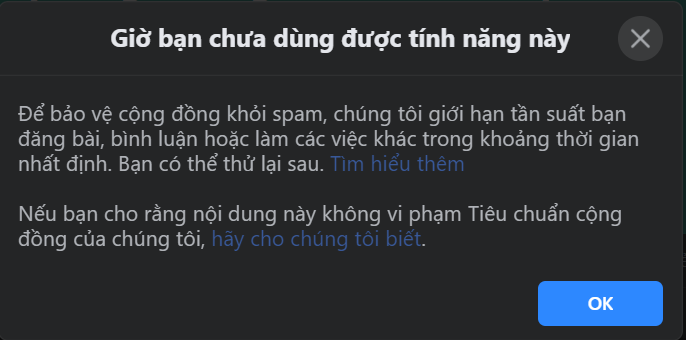 Giờ bạn chưa dùng được tính năng này
Để bảo vệ cộng đồng khỏi spam, chúng tôi giới hạn tần suất bạn
đăng bài, bình luận hoặc làm các việc khác trong khoảng thời gian
nhất định. Bạn có thể thử lại sau. Tìm hiểu thêm
Nếu bạn cho rằng nội dung này không vi phạm Tiêu chuẩn cộng
đồng của chúng tôi, hãy cho chúng tôi biết.
OK